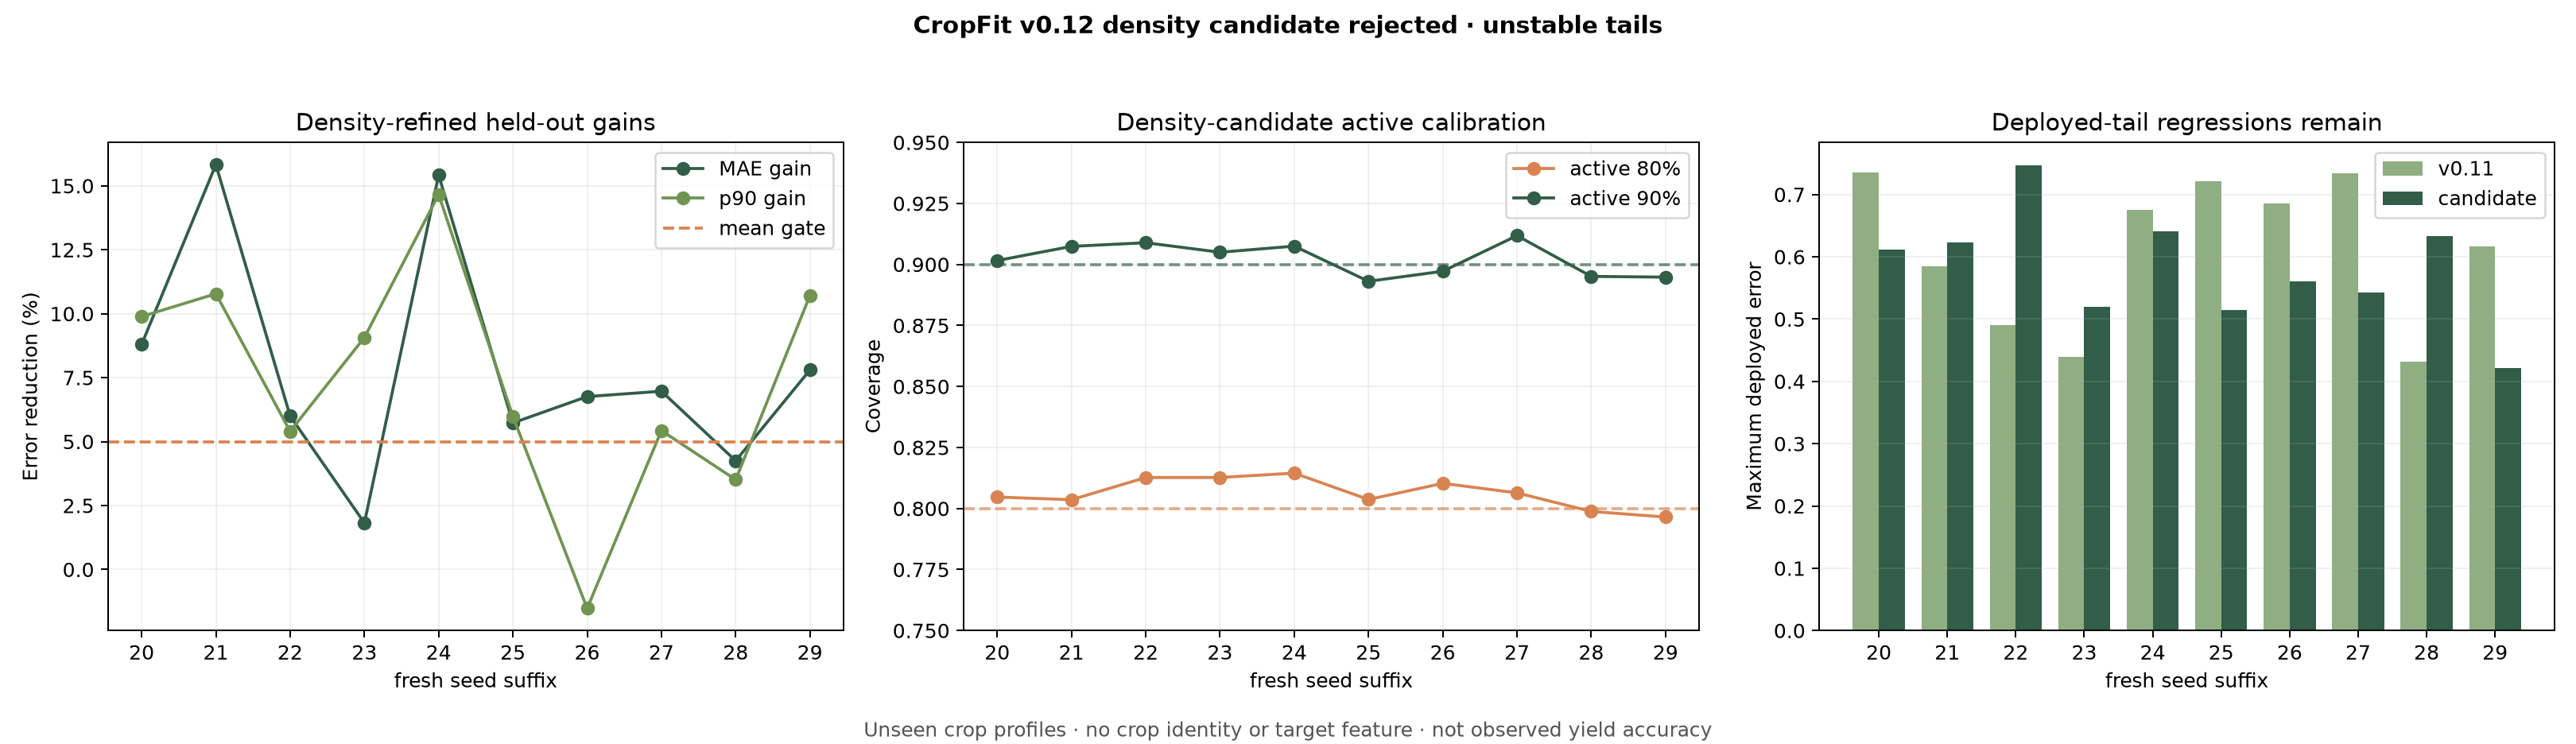 CropFit v0.12 density candidate rejected · unstable tails
Density-refined held-out gains
Error reduction (%)
15.0
12.5
10.0
7.5
5.0
2.5
0.0
MAE gain
p90 gain
mean gate
20 21 22 23 24 25 26 27 28 29
fresh seed suffix
Density-candidate active calibration
Coverage
0.950
0.925
0.900
0.875
0.850
0.825
0.800
0.775
0.750
active 80%
active 90%
20 21 22 23 24 25 26 27 28 29
fresh seed suffix
Deployed-tail regressions remain
Maximum deployed error
0.7
0.6
0.5
0.4
0.3
0.2
0.1
0.0
v0.11
candidate
20 21 22 23 24 25 26 27 28 29
fresh seed suffix
Unseen crop profiles · no crop identity or target feature · not observed yield accuracy